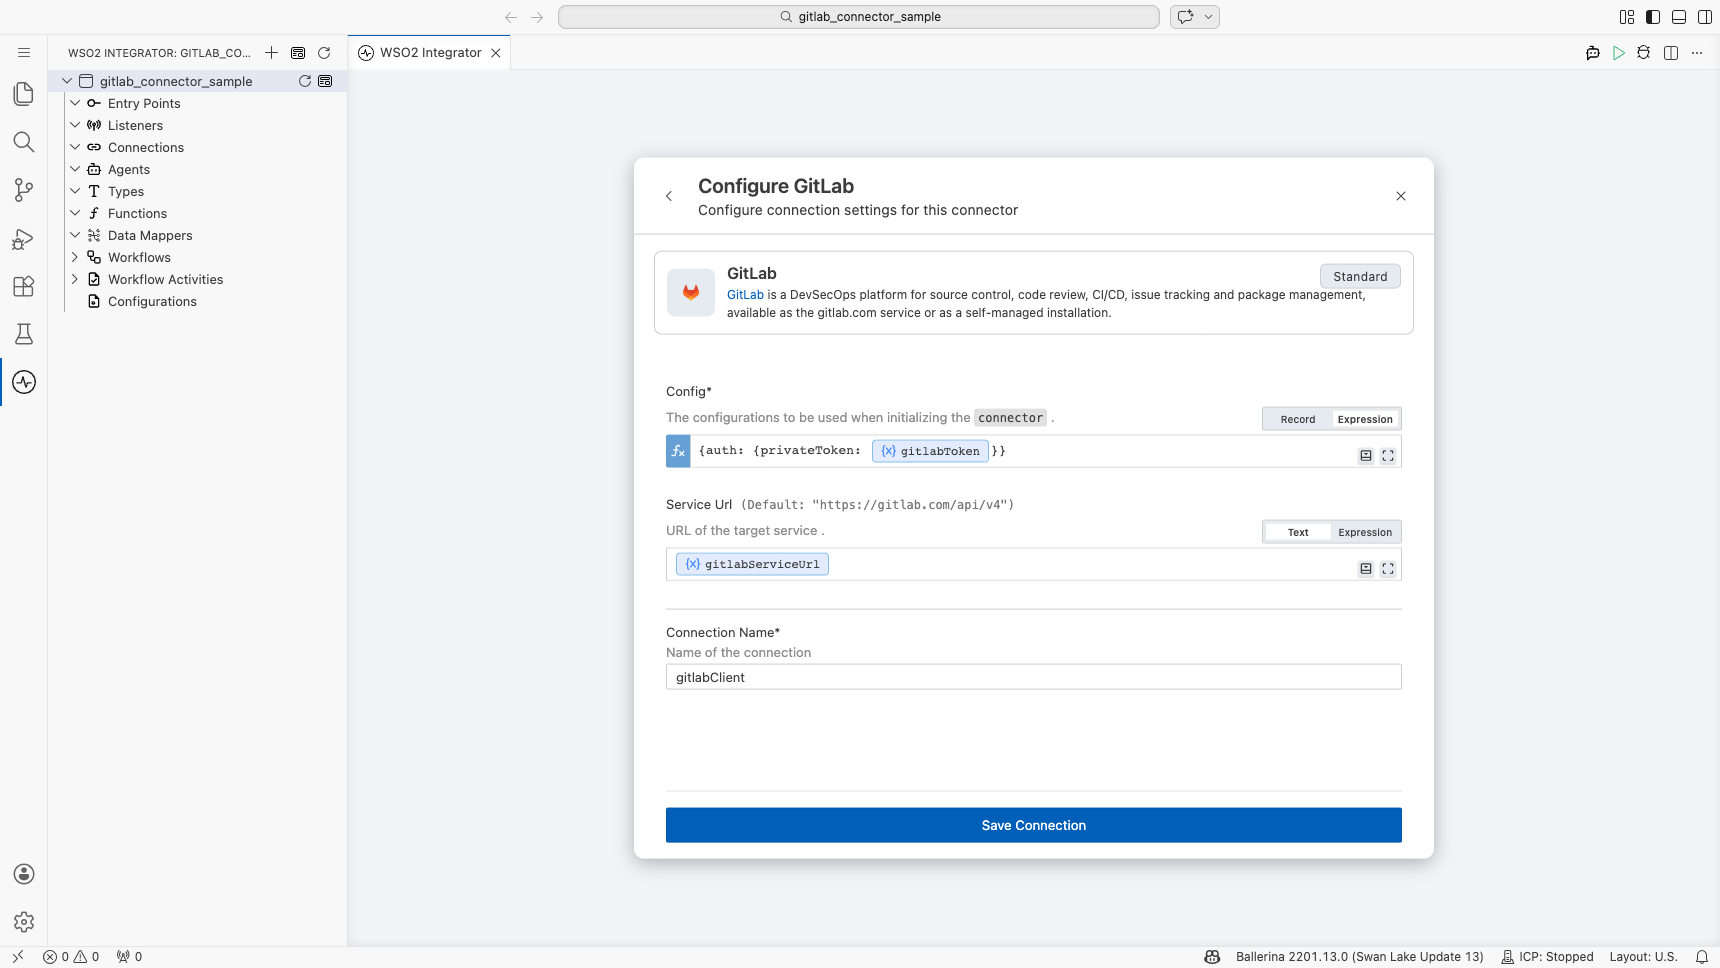 gitlab_connector_sample
WSO2 INTEGRATOR: GITLAB_CO...
WSO2 Integrator
gitlab_connector_sample
Entry Points
Listeners
Connections
Agents
Types
Functions
Data Mappers
Workflows
Workflow Activities
Configurations
Configure GitLab
Configure connection settings for this connector
GitLab
Standard
GitLab is a DevSecOps platform for source control, code review, CI/CD, issue tracking and package management,
available as the gitlab.com service or as a self-managed installation.
Config*
The configurations to be used when initializing the connector .
Record Expression
fx {auth: {privateToken: {x} gitlabToken }}
Service Url (Default: "https://gitlab.com/api/v4")
URL of the target service .
Text Expression
{x} gitlabServiceUrl
Connection Name*
Name of the connection
gitlabClient
Save Connection
0 0 0 Ballerina 2201.13.0 (Swan Lake Update 13) ICP: Stopped Layout: U.S.